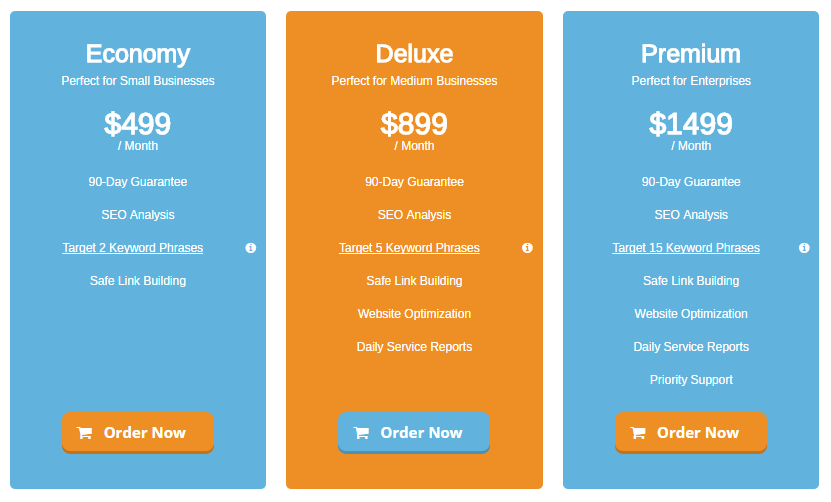 Economy
Perfect for Small Businesses
$499
/ Month
90-Day Guarantee
SEO Analysis
Target 2 Keyword Phrases
Safe Link Building
Order Now
Deluxe
Perfect for Medium Businesses
$899
/ Month
90-Day Guarantee
SEO Analysis
Target 5 Keyword Phrases
Safe Link Building
Website Optimization
Daily Service Reports
Order Now
Premium
Perfect for Enterprises
$1499
/ Month
90-Day Guarantee
SEO Analysis
Target 15 Keyword Phrases
Safe Link Building
Website Optimization
Daily Service Reports
Priority Support
Order Now